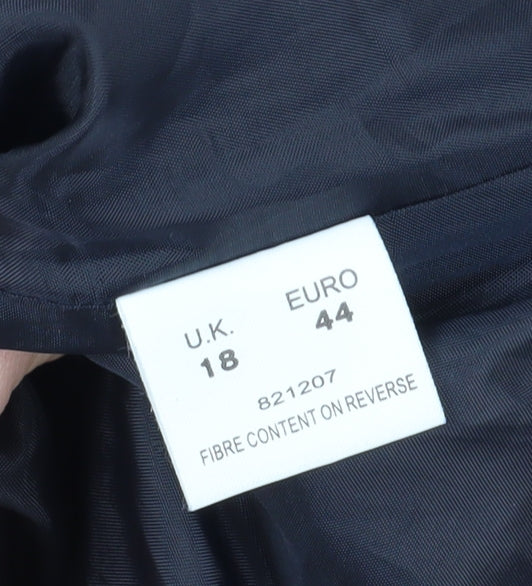 U.K. EURO
18 44
821207
FIBRE CONTENT ON REVERSE